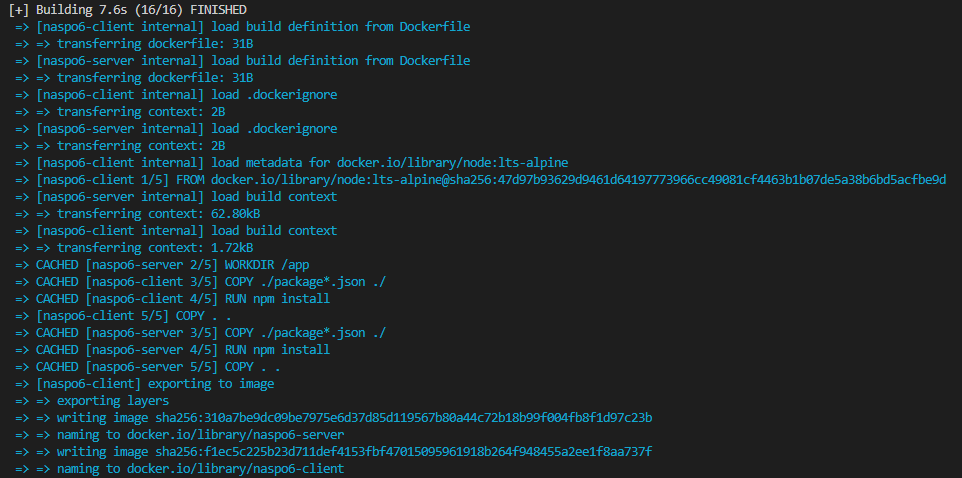 [+] Building 7.6s (16/16) FINISHED
=> [naspo6-client internal] load build definition from Dockerfile
=> => transferring dockerfile: 31B
=> [naspo6-server internal] load build definition from Dockerfile
=> => transferring dockerfile: 31B
=> [naspo6-client internal] load .dockerignore
=> => transferring context: 2B
=> [naspo6-server internal] load .dockerignore
=> => transferring context: 2B
=> [naspo6-client internal] load metadata for docker.io/library/node:lts-alpine
=> [naspo6-client 1/5] FROM docker.io/library/node:lts-alpine@sha256:47d97b93629d9461d64197773966cc49081cf4463b1b07de5a38b6bd5acfbe9d
=> [naspo6-server internal] load build context
=> => transferring context: 62.80kB
=> [naspo6-client internal] load build context
=> => transferring context: 1.72kB
=> CACHED [naspo6-server 2/5] WORKDIR /app
=> CACHED [naspo6-client 3/5] COPY ./package*.json ./
=> CACHED [naspo6-client 4/5] RUN npm install
=> [naspo6-client 5/5] COPY . .
=> CACHED [naspo6-server 3/5] COPY ./package*.json ./
=> CACHED [naspo6-server 4/5] RUN npm install
=> CACHED [naspo6-server 5/5] COPY . .
=> [naspo6-client] exporting to image
=> => exporting layers
=> => writing image sha256:310a7be9dc09be7975e6d37d85d119567b80a44c72b18b99f004fb8f1d97c23b
=> => naming to docker.io/library/naspo6-server
=> => writing image sha256:f1ec5c225b23d711def4153fbf47015095961918b264f948455a2ee1f8aa737f
=> => naming to docker.io/library/naspo6-client